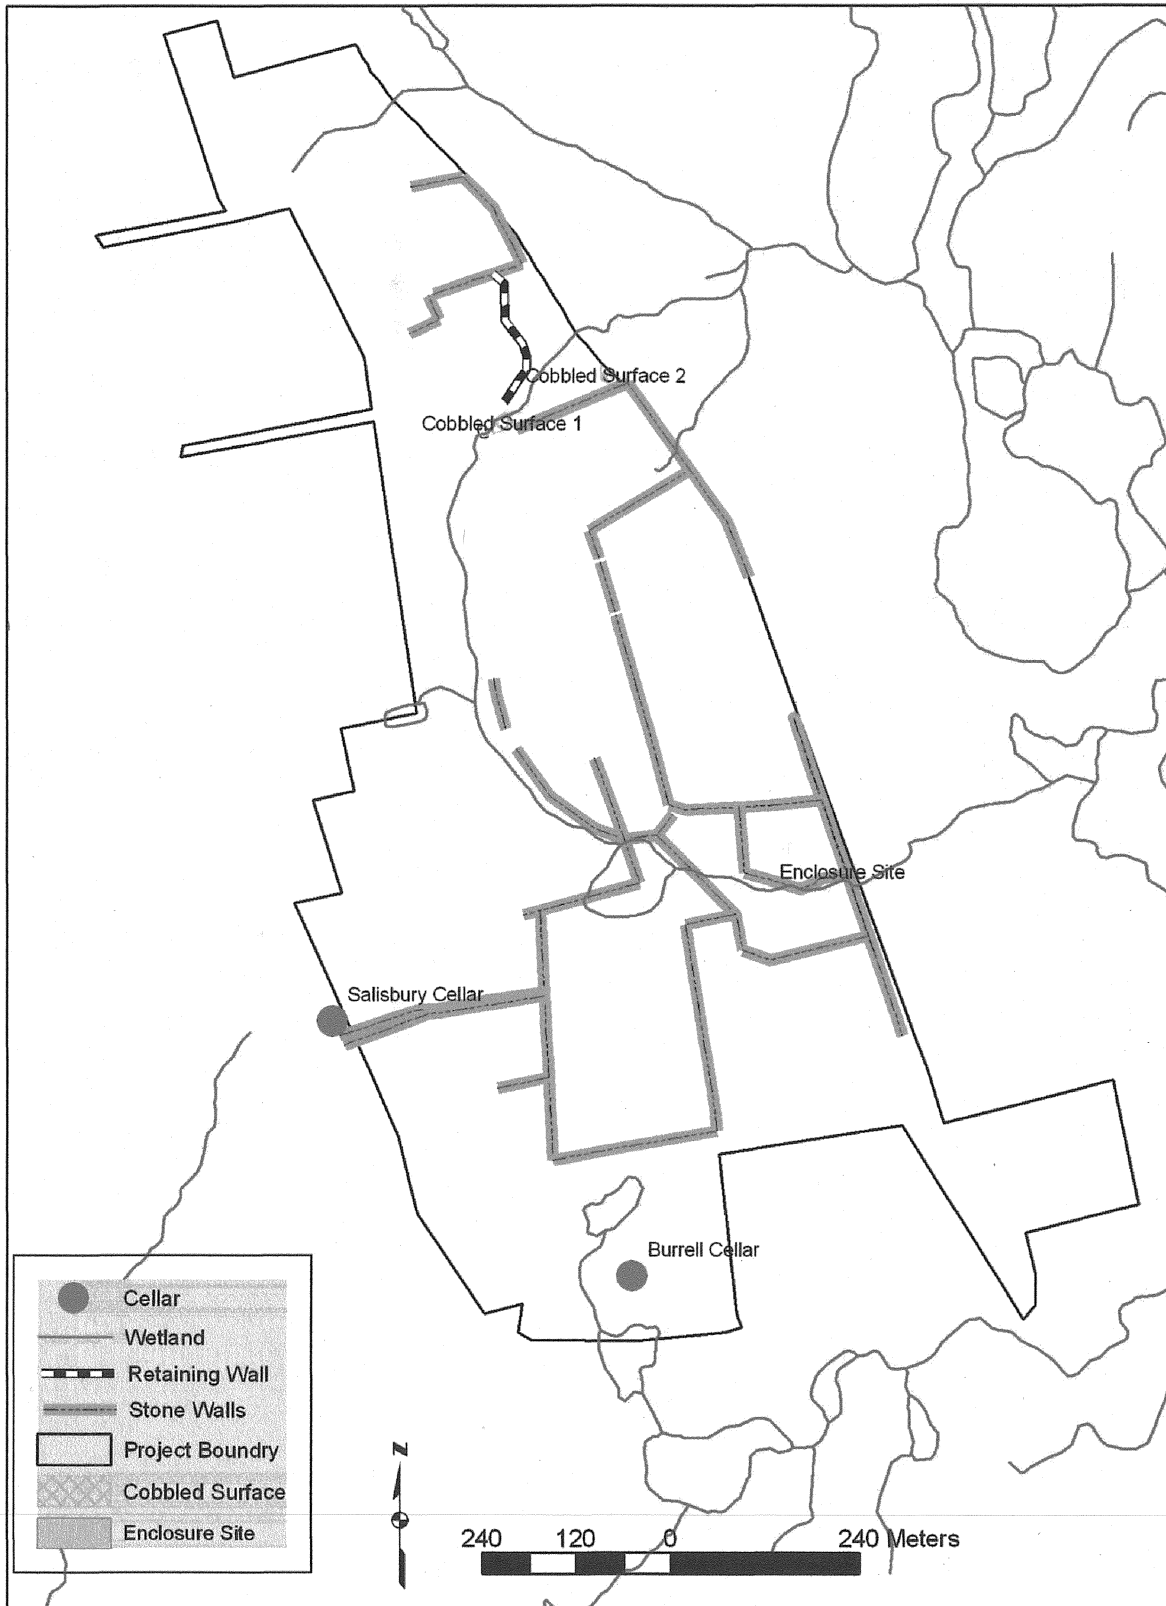 Cobbled Surface 2
Cobbled Surface 1
Enclosure Site
Salisbury Cellar
Burrell Cellar
Cellar
Wetland
Retaining Wall
Stone Walls
Project Boundry
Cobbled Surface
Enclosure Site
N
240 120 0 240 Meters